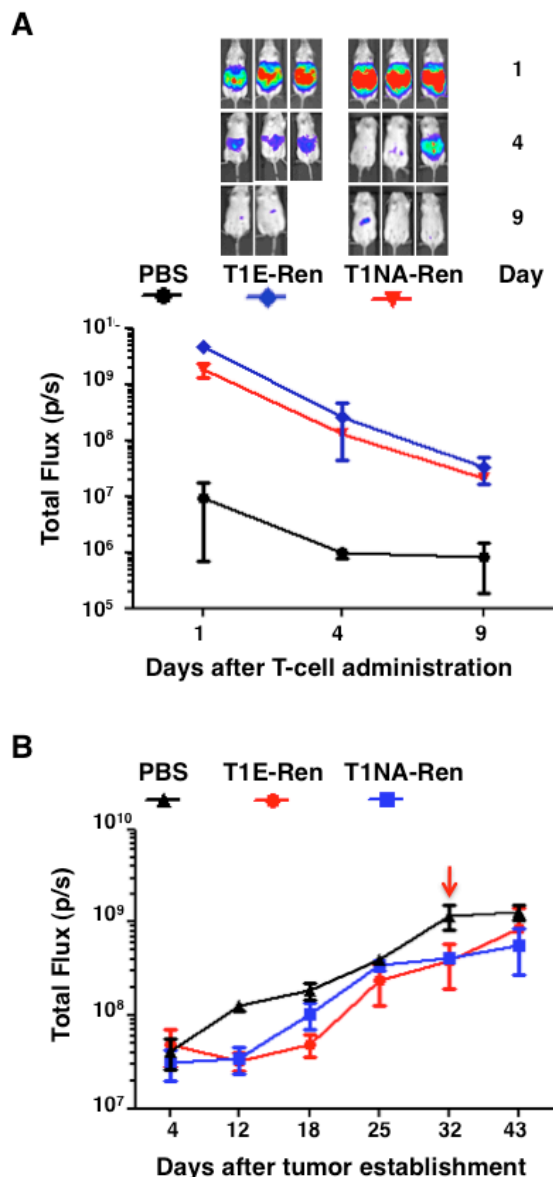 A
1
4
9
PBS T1E-Ren T1NA-Ren Day
10⁹
10⁸
10⁷
10⁶
10⁵
Total Flux (p/s)
1 4 9
Days after T-cell administration
B
PBS T1E-Ren T1NA-Ren
10¹⁰
10⁹
10⁸
10⁷
Total Flux (p/s)
4 12 18 25 32 43
Days after tumor establishment